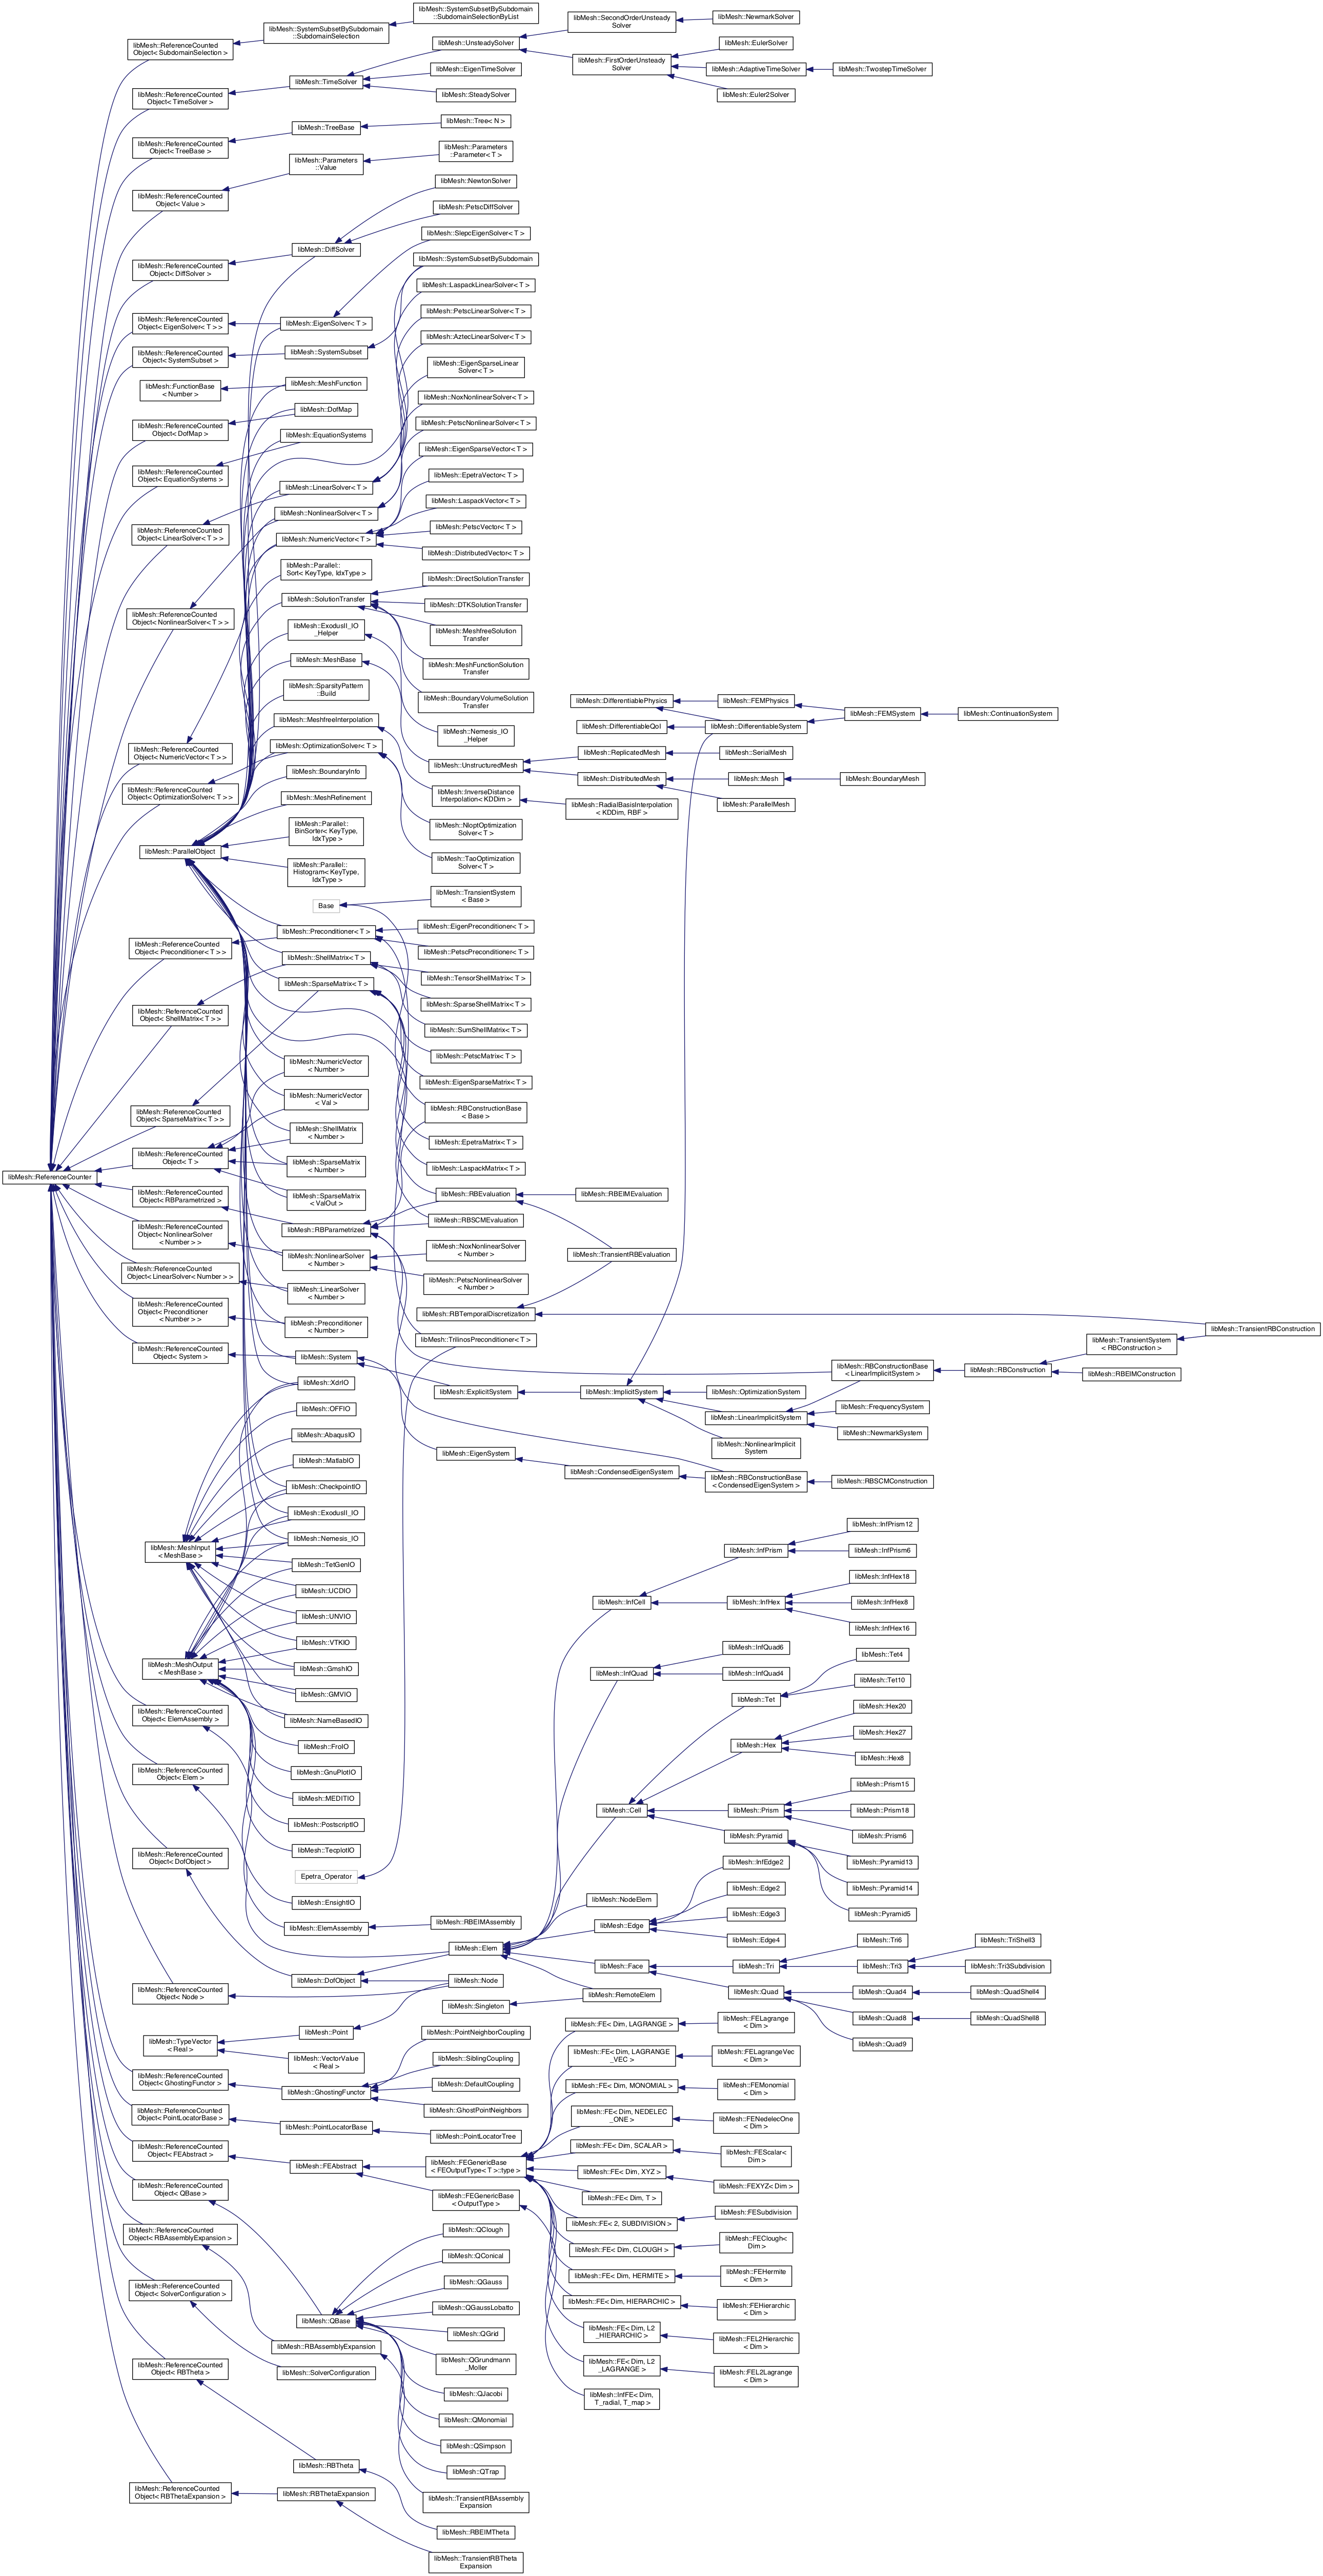 libMesh::ReferenceCounter
libMesh::ReferenceCounted
Object< SubdomainSelection >
libMesh::ReferenceCounted
Object< TimeSolver >
libMesh::ReferenceCounted
Object< TreeBase >
libMesh::ReferenceCounted
Object< Value >
libMesh::ReferenceCounted
Object< DiffSolver >
libMesh::ReferenceCounted
Object< EigenSolver< T > >
libMesh::ReferenceCounted
Object< SystemSubset >
libMesh::FunctionBase
< Number >
libMesh::ReferenceCounted
Object< DofMap >
libMesh::ReferenceCounted
Object< EquationSystems >
libMesh::ReferenceCounted
Object< LinearSolver< T > >
libMesh::ReferenceCounted
Object< NonlinearSolver< T > >
libMesh::ReferenceCounted
Object< NumericVector< T > >
libMesh::ReferenceCounted
Object< OptimizationSolver< T > >
libMesh::ParallelObject
libMesh::ReferenceCounted
Object< Preconditioner< T > >
libMesh::ReferenceCounted
Object< ShellMatrix< T > >
libMesh::ReferenceCounted
Object< SparseMatrix< T > >
libMesh::ReferenceCounted
Object< T >
libMesh::ReferenceCounted
Object< RBParametrized >
libMesh::ReferenceCounted
Object< NonlinearSolver
< Number > >
libMesh::ReferenceCounted
Object< LinearSolver< Number > >
libMesh::ReferenceCounted
Object< Preconditioner
< Number > >
libMesh::ReferenceCounted
Object< System >
libMesh::MeshInput
< MeshBase >
libMesh::MeshOutput
< MeshBase >
libMesh::ReferenceCounted
Object< ElemAssembly >
libMesh::ReferenceCounted
Object< Elem >
libMesh::ReferenceCounted
Object< DofObject >
libMesh::ReferenceCounted
Object< Node >
libMesh::TypeVector
< Real >
libMesh::ReferenceCounted
Object< GhostingFunctor >
libMesh::ReferenceCounted
Object< PointLocatorBase >
libMesh::ReferenceCounted
Object< FEAbstract >
libMesh::ReferenceCounted
Object< QBase >
libMesh::ReferenceCounted
Object< RBAssemblyExpansion >
libMesh::ReferenceCounted
Object< SolverConfiguration >
libMesh::ReferenceCounted
Object< RBTheta >
libMesh::ReferenceCounted
Object< RBThetaExpansion >
libMesh::SystemSubsetBySubdomain
::SubdomainSelection
libMesh::TimeSolver
libMesh::TreeBase
libMesh::Parameters
::Value
libMesh::DiffSolver
libMesh::EigenSolver< T >
libMesh::SystemSubset
libMesh::MeshFunction
libMesh::DofMap
libMesh::EquationSystems
libMesh::LinearSolver< T >
libMesh::NonlinearSolver< T >
libMesh::NumericVector< T >
libMesh::Parallel::
Sort< KeyType, IdxType >
libMesh::SolutionTransfer
libMesh::ExodusII_IO
_Helper
libMesh::MeshBase
libMesh::SparsityPattern
::Build
libMesh::MeshfreeInterpolation
libMesh::OptimizationSolver< T >
libMesh::BoundaryInfo
libMesh::MeshRefinement
libMesh::Parallel::
BinSorter< KeyType,
IdxType >
libMesh::Parallel::
Histogram< KeyType,
IdxType >
Base
libMesh::Preconditioner< T >
libMesh::ShellMatrix< T >
libMesh::SparseMatrix< T >
libMesh::NumericVector
< Number >
libMesh::NumericVector
< Val >
libMesh::ShellMatrix
< Number >
libMesh::SparseMatrix
< Number >
libMesh::SparseMatrix
< ValOut >
libMesh::RBParametrized
libMesh::NonlinearSolver
< Number >
libMesh::LinearSolver
< Number >
libMesh::Preconditioner
< Number >
libMesh::System
libMesh::XdrIO
libMesh::OFFIO
libMesh::AbaqusIO
libMesh::MatlabIO
libMesh::CheckpointIO
libMesh::ExodusII_IO
libMesh::Nemesis_IO
libMesh::TetGenIO
libMesh::UCDIO
libMesh::UNVIO
libMesh::VTKIO
libMesh::GmshIO
libMesh::GMVIO
libMesh::NameBasedIO
libMesh::FroIO
libMesh::GnuPlotIO
libMesh::MEDITIO
libMesh::PostscriptIO
libMesh::TecplotIO
Epetra_Operator
libMesh::EnsightIO
libMesh::ElemAssembly
libMesh::DofObject
libMesh::Point
libMesh::VectorValue
< Real >
libMesh::GhostingFunctor
libMesh::PointLocatorBase
libMesh::FEAbstract
libMesh::QBase
libMesh::RBAssemblyExpansion
libMesh::SolverConfiguration
libMesh::RBTheta
libMesh::RBThetaExpansion
libMesh::SystemSubsetBySubdomain
::SubdomainSelectionByList
libMesh::UnsteadySolver
libMesh::EigenTimeSolver
libMesh::SteadySolver
libMesh::Tree< N >
libMesh::Parameters
::Parameter< T >
libMesh::NewtonSolver
libMesh::PetscDiffSolver
libMesh::SlepcEigenSolver< T >
libMesh::SystemSubsetBySubdomain
libMesh::LaspackLinearSolver< T >
libMesh::PetscLinearSolver< T >
libMesh::AztecLinearSolver< T >
libMesh::EigenSparseLinear
Solver< T >
libMesh::NoxNonlinearSolver< T >
libMesh::PetscNonlinearSolver< T >
libMesh::EigenSparseVector< T >
libMesh::EpetraVector< T >
libMesh::LaspackVector< T >
libMesh::PetscVector< T >
libMesh::DistributedVector< T >
libMesh::DirectSolutionTransfer
libMesh::DTKSolutionTransfer
libMesh::MeshfreeSolution
Transfer
libMesh::MeshFunctionSolution
Transfer
libMesh::BoundaryVolumeSolution
Transfer
libMesh::Nemesis_IO
_Helper
libMesh::UnstructuredMesh
libMesh::InverseDistance
Interpolation< KDDim >
libMesh::NloptOptimization
Solver< T >
libMesh::TaoOptimization
Solver< T >
libMesh::TransientSystem
< Base >
libMesh::EigenPreconditioner< T >
libMesh::PetscPreconditioner< T >
libMesh::TensorShellMatrix< T >
libMesh::SparseShellMatrix< T >
libMesh::SumShellMatrix< T >
libMesh::PetscMatrix< T >
libMesh::EigenSparseMatrix< T >
libMesh::RBConstructionBase
< Base >
libMesh::EpetraMatrix< T >
libMesh::LaspackMatrix< T >
libMesh::RBEvaluation
libMesh::RBSCMEvaluation
libMesh::NoxNonlinearSolver
< Number >
libMesh::PetscNonlinearSolver
< Number >
libMesh::RBTemporalDiscretization
libMesh::TrilinosPreconditioner< T >
libMesh::ExplicitSystem
libMesh::EigenSystem
libMesh::RBEIMAssembly
libMesh::Elem
libMesh::Node
libMesh::Singleton
libMesh::PointNeighborCoupling
libMesh::SiblingCoupling
libMesh::DefaultCoupling
libMesh::GhostPointNeighbors
libMesh::PointLocatorTree
libMesh::FEGenericBase
< FEOutputType< T >::type >
libMesh::FEGenericBase
< OutputType >
libMesh::QClough
libMesh::QConical
libMesh::QGauss
libMesh::QGaussLobatto
libMesh::QGrid
libMesh::QGrundmann
_Moller
libMesh::QJacobi
libMesh::QMonomial
libMesh::QSimpson
libMesh::QTrap
libMesh::TransientRBAssembly
Expansion
libMesh::RBEIMTheta
libMesh::TransientRBTheta
Expansion
libMesh::SecondOrderUnsteady
Solver
libMesh::FirstOrderUnsteady
Solver
libMesh::DifferentiablePhysics
libMesh::DifferentiableQoI
libMesh::ReplicatedMesh
libMesh::DistributedMesh
libMesh::RadialBasisInterpolation
< KDDim, RBF >
libMesh::RBEIMEvaluation
libMesh::TransientRBEvaluation
libMesh::ImplicitSystem
libMesh::CondensedEigenSystem
libMesh::InfCell
libMesh::InfQuad
libMesh::Cell
libMesh::NodeElem
libMesh::Edge
libMesh::Face
libMesh::RemoteElem
libMesh::FE< Dim, LAGRANGE >
libMesh::FE< Dim, LAGRANGE
_VEC >
libMesh::FE< Dim, MONOMIAL >
libMesh::FE< Dim, NEDELEC
_ONE >
libMesh::FE< Dim, SCALAR >
libMesh::FE< Dim, XYZ >
libMesh::FE< Dim, T >
libMesh::FE< 2, SUBDIVISION >
libMesh::FE< Dim, CLOUGH >
libMesh::FE< Dim, HERMITE >
libMesh::FE< Dim, HIERARCHIC >
libMesh::FE< Dim, L2
_HIERARCHIC >
libMesh::FE< Dim, L2
_LAGRANGE >
libMesh::InfFE< Dim,
T_radial, T_map >
libMesh::NewmarkSolver
libMesh::EulerSolver
libMesh::AdaptiveTimeSolver
libMesh::Euler2Solver
libMesh::FEMPhysics
libMesh::DifferentiableSystem
libMesh::SerialMesh
libMesh::Mesh
libMesh::ParallelMesh
libMesh::OptimizationSystem
libMesh::LinearImplicitSystem
libMesh::NonlinearImplicit
System
libMesh::RBConstructionBase
< CondensedEigenSystem >
libMesh::InfPrism
libMesh::InfHex
libMesh::InfQuad6
libMesh::InfQuad4
libMesh::Tet
libMesh::Hex
libMesh::Prism
libMesh::Pyramid
libMesh::InfEdge2
libMesh::Edge2
libMesh::Edge3
libMesh::Edge4
libMesh::Tri
libMesh::Quad
libMesh::FELagrange
< Dim >
libMesh::FELagrangeVec
< Dim >
libMesh::FEMonomial
< Dim >
libMesh::FENedelecOne
< Dim >
libMesh::FEScalar<
Dim >
libMesh::FEXYZ< Dim >
libMesh::FESubdivision
libMesh::FEClough<
Dim >
libMesh::FEHermite
< Dim >
libMesh::FEHierarchic
< Dim >
libMesh::FEL2Hierarchic
< Dim >
libMesh::FEL2Lagrange
< Dim >
libMesh::TwostepTimeSolver
libMesh::FEMSystem
libMesh::BoundaryMesh
libMesh::RBConstructionBase
< LinearImplicitSystem >
libMesh::FrequencySystem
libMesh::NewmarkSystem
libMesh::RBSCMConstruction
libMesh::InfPrism12
libMesh::InfPrism6
libMesh::InfHex18
libMesh::InfHex8
libMesh::InfHex16
libMesh::Tet4
libMesh::Tet10
libMesh::Hex20
libMesh::Hex27
libMesh::Hex8
libMesh::Prism15
libMesh::Prism18
libMesh::Prism6
libMesh::Pyramid13
libMesh::Pyramid14
libMesh::Pyramid5
libMesh::Tri6
libMesh::Tri3
libMesh::Quad4
libMesh::Quad8
libMesh::Quad9
libMesh::ContinuationSystem
libMesh::RBConstruction
libMesh::TriShell3
libMesh::Tri3Subdivision
libMesh::QuadShell4
libMesh::QuadShell8
libMesh::TransientSystem
< RBConstruction >
libMesh::RBEIMConstruction
libMesh::TransientRBConstruction